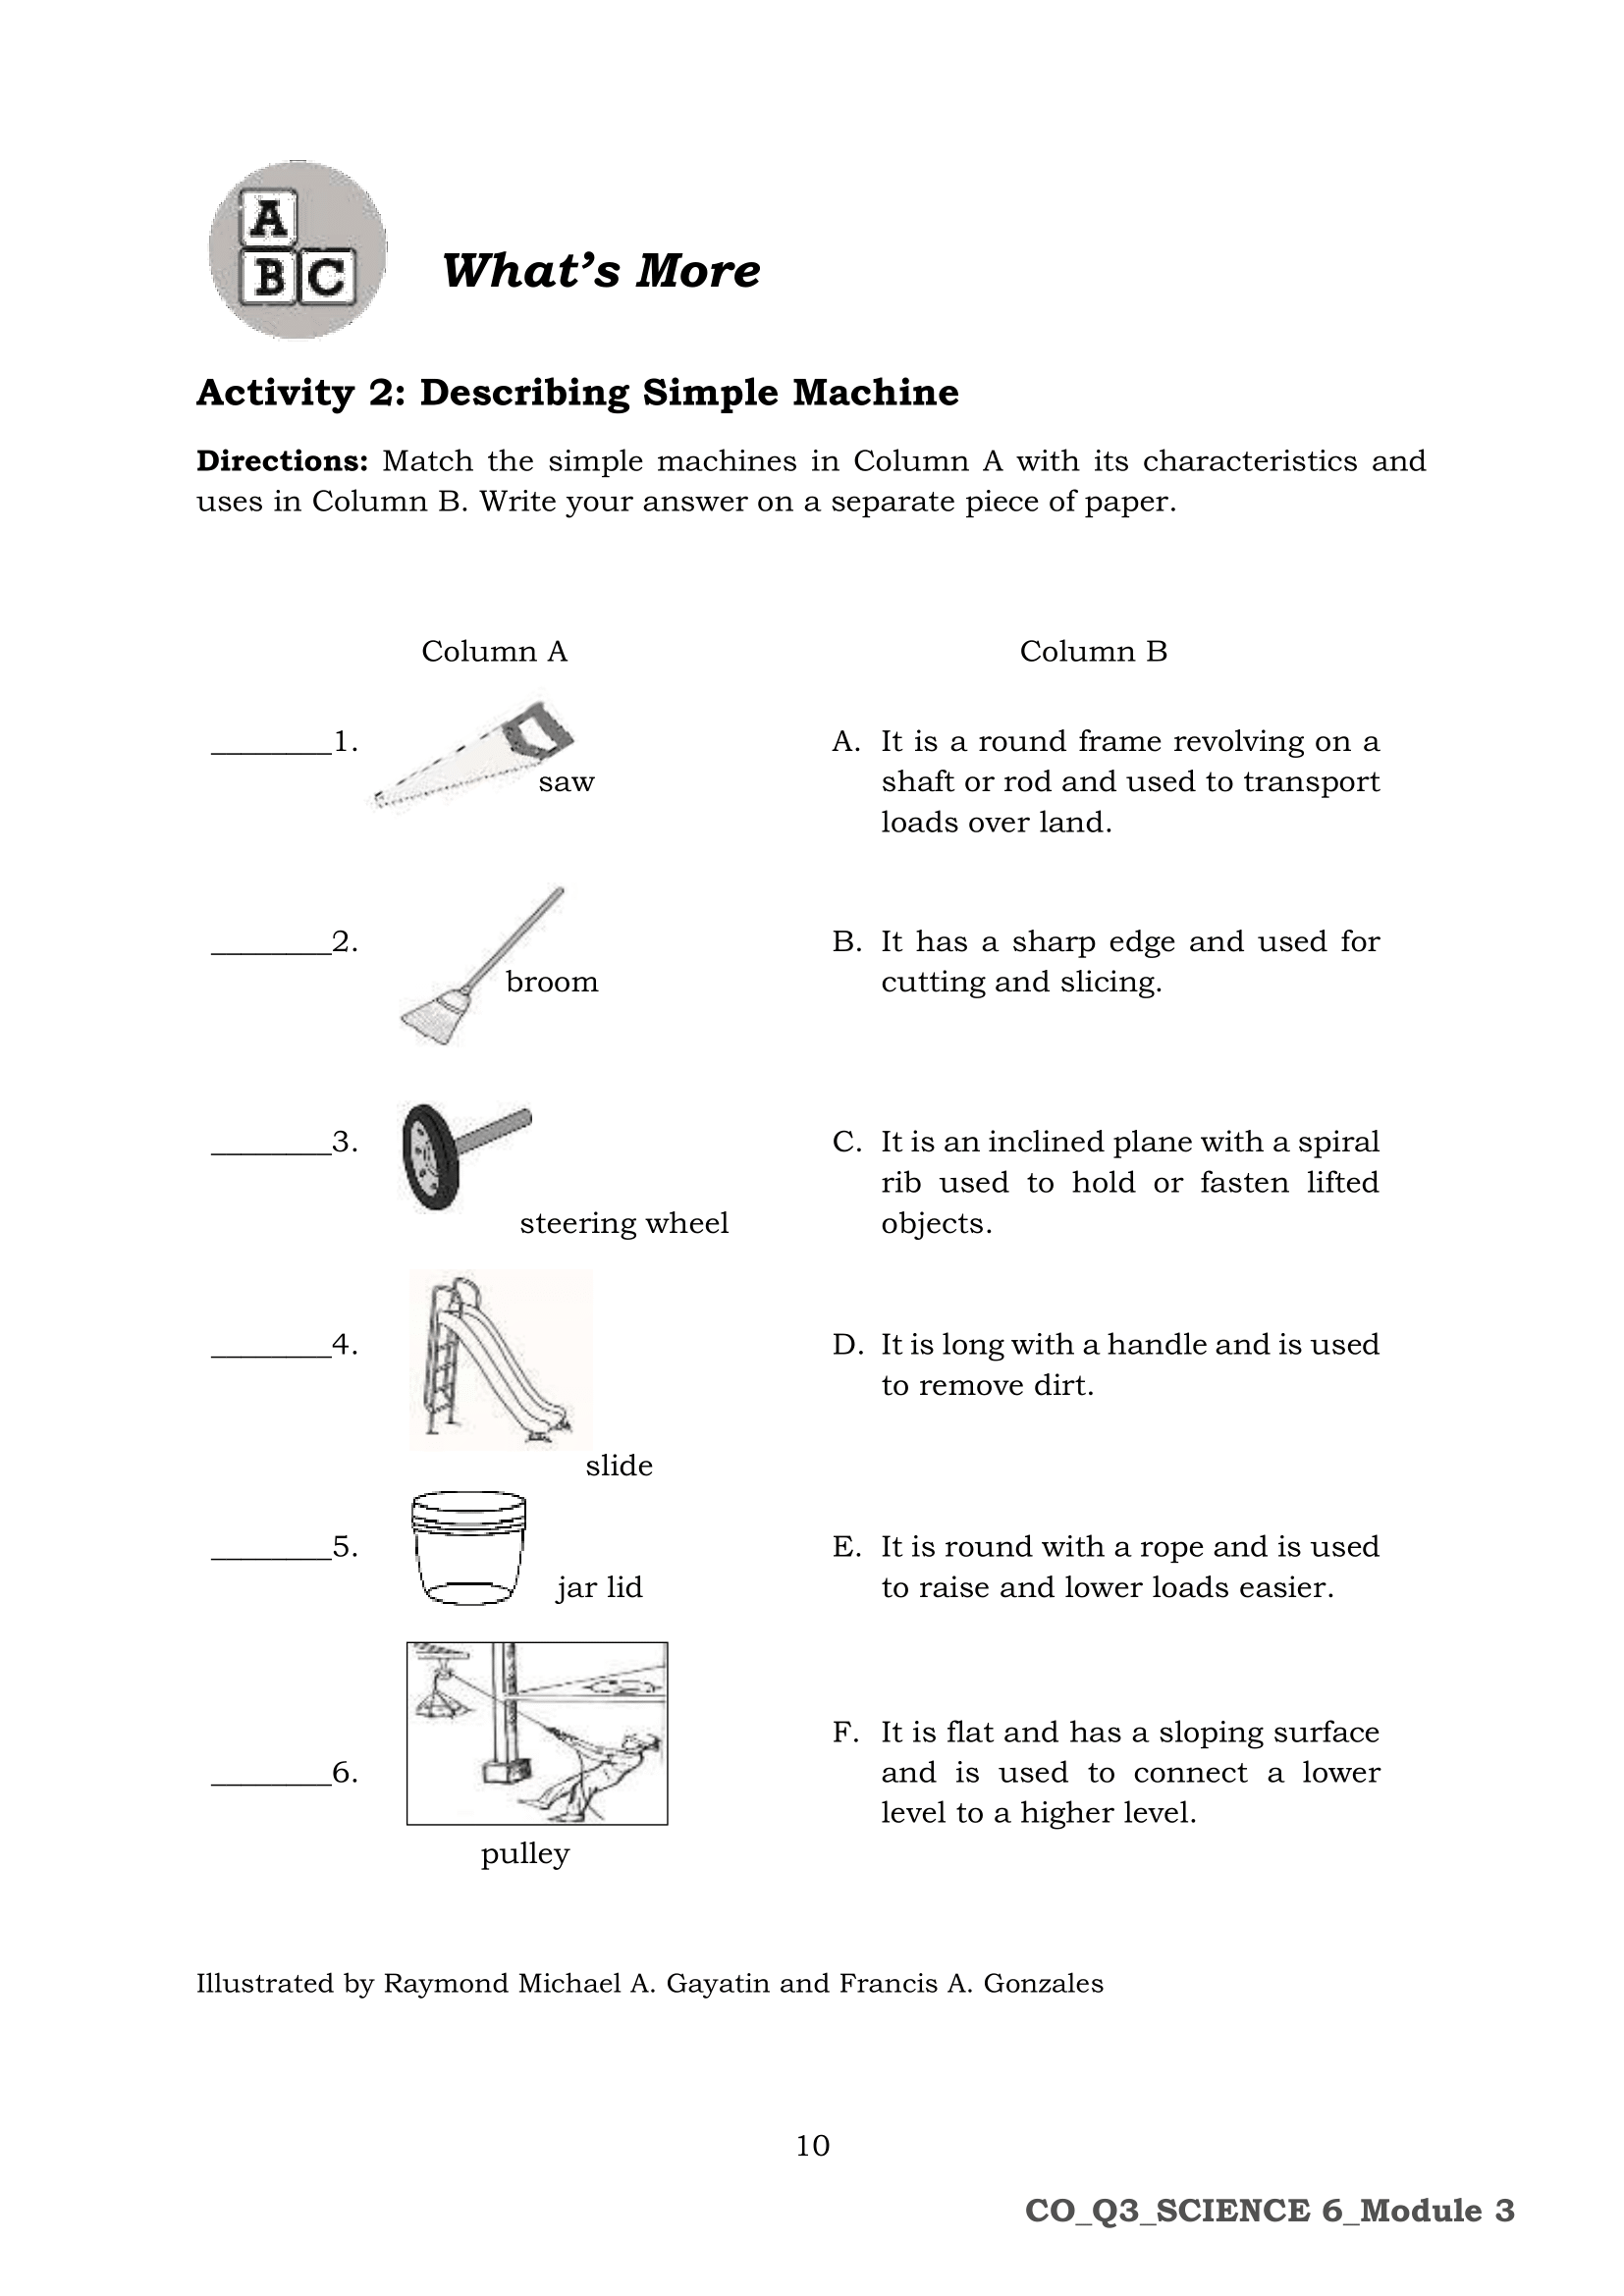 A
B C
What's More
Activity 2: Describing Simple Machine
Directions: Match the simple machines in Column A with its characteristics and
uses in Column B. Write your answer on a separate piece of paper.
Column A
Column B
________1.
saw
A. It is a round frame revolving on a
shaft or rod and used to transport
loads over land.
________2.
broom
B. It has a sharp edge and used for
cutting and slicing.
________3.
steering wheel
C. It is an inclined plane with a spiral
rib used to hold or fasten lifted
objects.
________4.
slide
D. It is long with a handle and is used
to remove dirt.
________5.
jar lid
E. It is round with a rope and is used
to raise and lower loads easier.
________6.
pulley
F. It is flat and has a sloping surface
and is used to connect a lower
level to a higher level.
Illustrated by Raymond Michael A. Gayatin and Francis A. Gonzales
10
CO_Q3_SCIENCE 6_Module 3